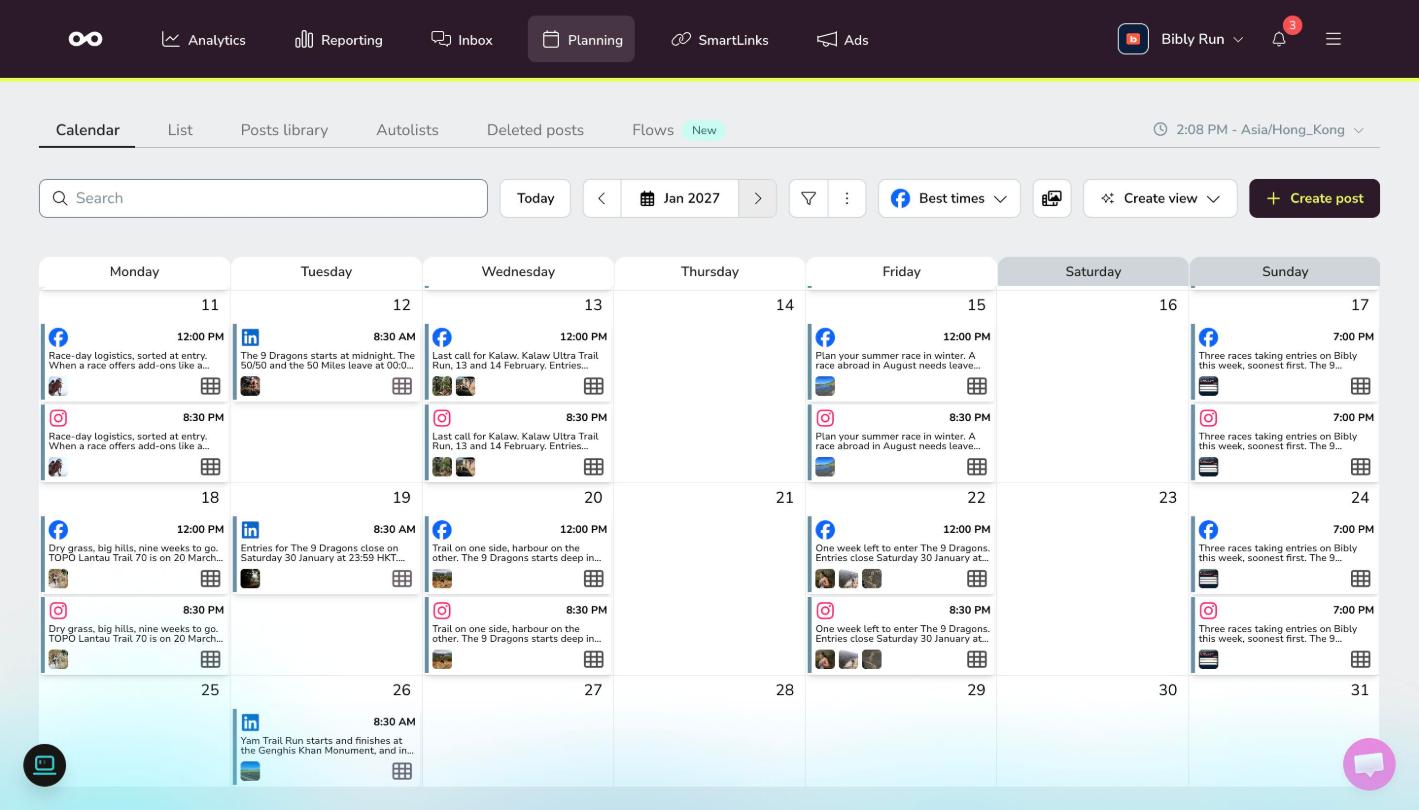 Analytics
Reporting
Inbox
Planning
SmartLinks
Ads
Bibly Run
3
Calendar
List
Posts library
Autolists
Deleted posts
Flows
New
2:08 PM - Asia/Hong_Kong
Search
Today
Jan 2027
Best times
Create view
Create post
Monday
Tuesday
Wednesday
Thursday
Friday
Saturday
Sunday
11
12
13
14
15
16
17
12:00 PM
Race-day logistics, sorted at entry.
When a race offers add-ons like a...
8:30 AM
The 9 Dragons starts at midnight. The
50/50 and the 50 Miles leave at 00:0...
12:00 PM
Last call for Kalaw. Kalaw Ultra Trail
Run, 13 and 14 February. Entries...
12:00 PM
Plan your summer race in winter. A
race abroad in August needs leave...
7:00 PM
Three races taking entries on Bibly
this week, soonest first. The 9...
8:30 PM
Race-day logistics, sorted at entry.
When a race offers add-ons like a...
8:30 PM
Last call for Kalaw. Kalaw Ultra Trail
Run, 13 and 14 February. Entries...
8:30 PM
Plan your summer race in winter. A
race abroad in August needs leave...
7:00 PM
Three races taking entries on Bibly
this week, soonest first. The 9...
18
19
20
21
22
23
24
12:00 PM
Dry grass, big hills, nine weeks to go.
TOPO Lantau Trail 70 is on 20 March...
8:30 AM
Entries for The 9 Dragons close on
Saturday 30 January at 23:59 HKT....
12:00 PM
Trail on one side, harbour on the
other. The 9 Dragons starts deep in...
12:00 PM
One week left to enter The 9 Dragons.
Entries close Saturday 30 January at...
7:00 PM
Three races taking entries on Bibly
this week, soonest first. The 9...
8:30 PM
Dry grass, big hills, nine weeks to go.
TOPO Lantau Trail 70 is on 20 March...
8:30 PM
Trail on one side, harbour on the
other. The 9 Dragons starts deep in...
8:30 PM
One week left to enter The 9 Dragons.
Entries close Saturday 30 January at...
7:00 PM
Three races taking entries on Bibly
this week, soonest first. The 9...
25
26
27
28
29
30
31
8:30 AM
Yam Trail Run starts and finishes at
the Genghis Khan Monument, and in...